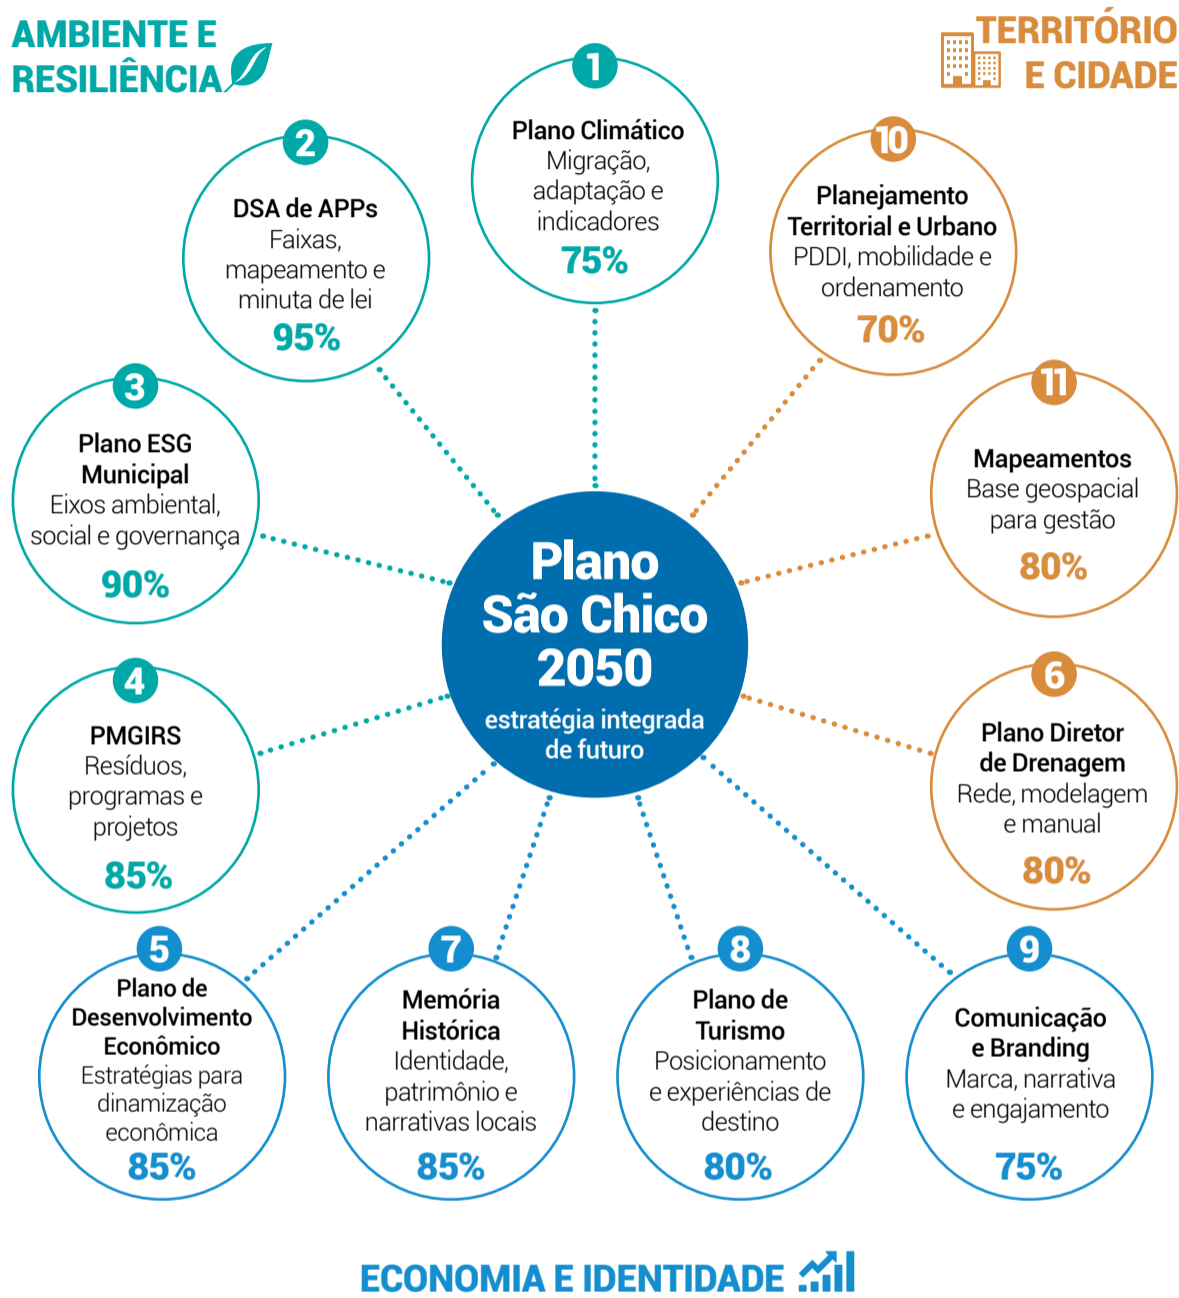 AMBIENTE E
RESILIÊNCIA
TERRITÓRIO
E CIDADE
1
Plano Climático
Migração,
adaptação e
indicadores
75%
2
DSA de APPs
Faixas,
mapeamento e
minuta de lei
95%
10
Planejamento
Territorial e Urbano
PDDI, mobilidade e
ordenamento
70%
3
Plano ESG
Municipal
Eixos ambiental,
social e governança
90%
11
Mapeamentos
Base geospacial
para gestão
80%
Plano
São Chico
2050
estratégia integrada
de futuro
4
PMGIRS
Resíduos,
programas e
projetos
85%
6
Plano Diretor
de Drenagem
Rede, modelagem
e manual
80%
5
Plano de
Desenvolvimento
Econômico
Estratégias para
dinamização
econômica
85%
7
Memória
Histórica
Identidade,
patrimônio e
narrativas locais
85%
8
Plano de
Turismo
Posicionamento
e experiências de
destino
80%
9
Comunicação
e Branding
Marca, narrativa
e engajamento
75%
ECONOMIA E IDENTIDADE